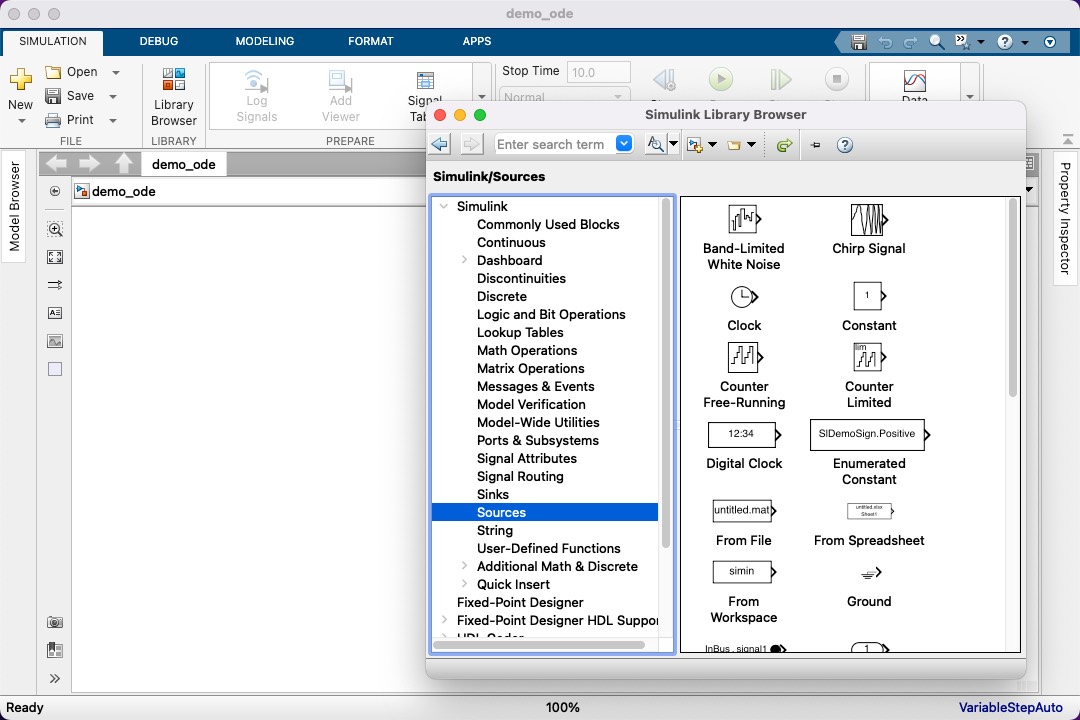 demo_ode
SIMULATION
DEBUG
MODELING
FORMAT
APPS
New
Open
Save
Print
FILE
Library
Browser
LIBRARY
Log
Signals
Add
Viewer
Signal
PREPARE
Stop Time
10.0
Normal
Model Browser
demo_ode
demo_ode
Property Inspector
Simulink Library Browser
Enter search term
Simulink/Sources
Simulink
Commonly Used Blocks
Continuous
Dashboard
Discontinuities
Discrete
Logic and Bit Operations
Lookup Tables
Math Operations
Matrix Operations
Messages & Events
Model Verification
Model-Wide Utilities
Ports & Subsystems
Signal Attributes
Signal Routing
Sinks
Sources
String
User-Defined Functions
Additional Math & Discrete
Quick Insert
Fixed-Point Designer
Fixed-Point Designer HDL Suppor
Band-Limited
White Noise
Chirp Signal
Clock
1
Constant
Counter
Free-Running
lim
Counter
Limited
12:34
Digital Clock
SlDemoSign.Positive
Enumerated
Constant
untitled.mat
From File
untitled.xlsx
Sheet1
From Spreadsheet
simin
From
Workspace
Ground
InBus . signal1
1
Ready
100%
VariableStepAuto